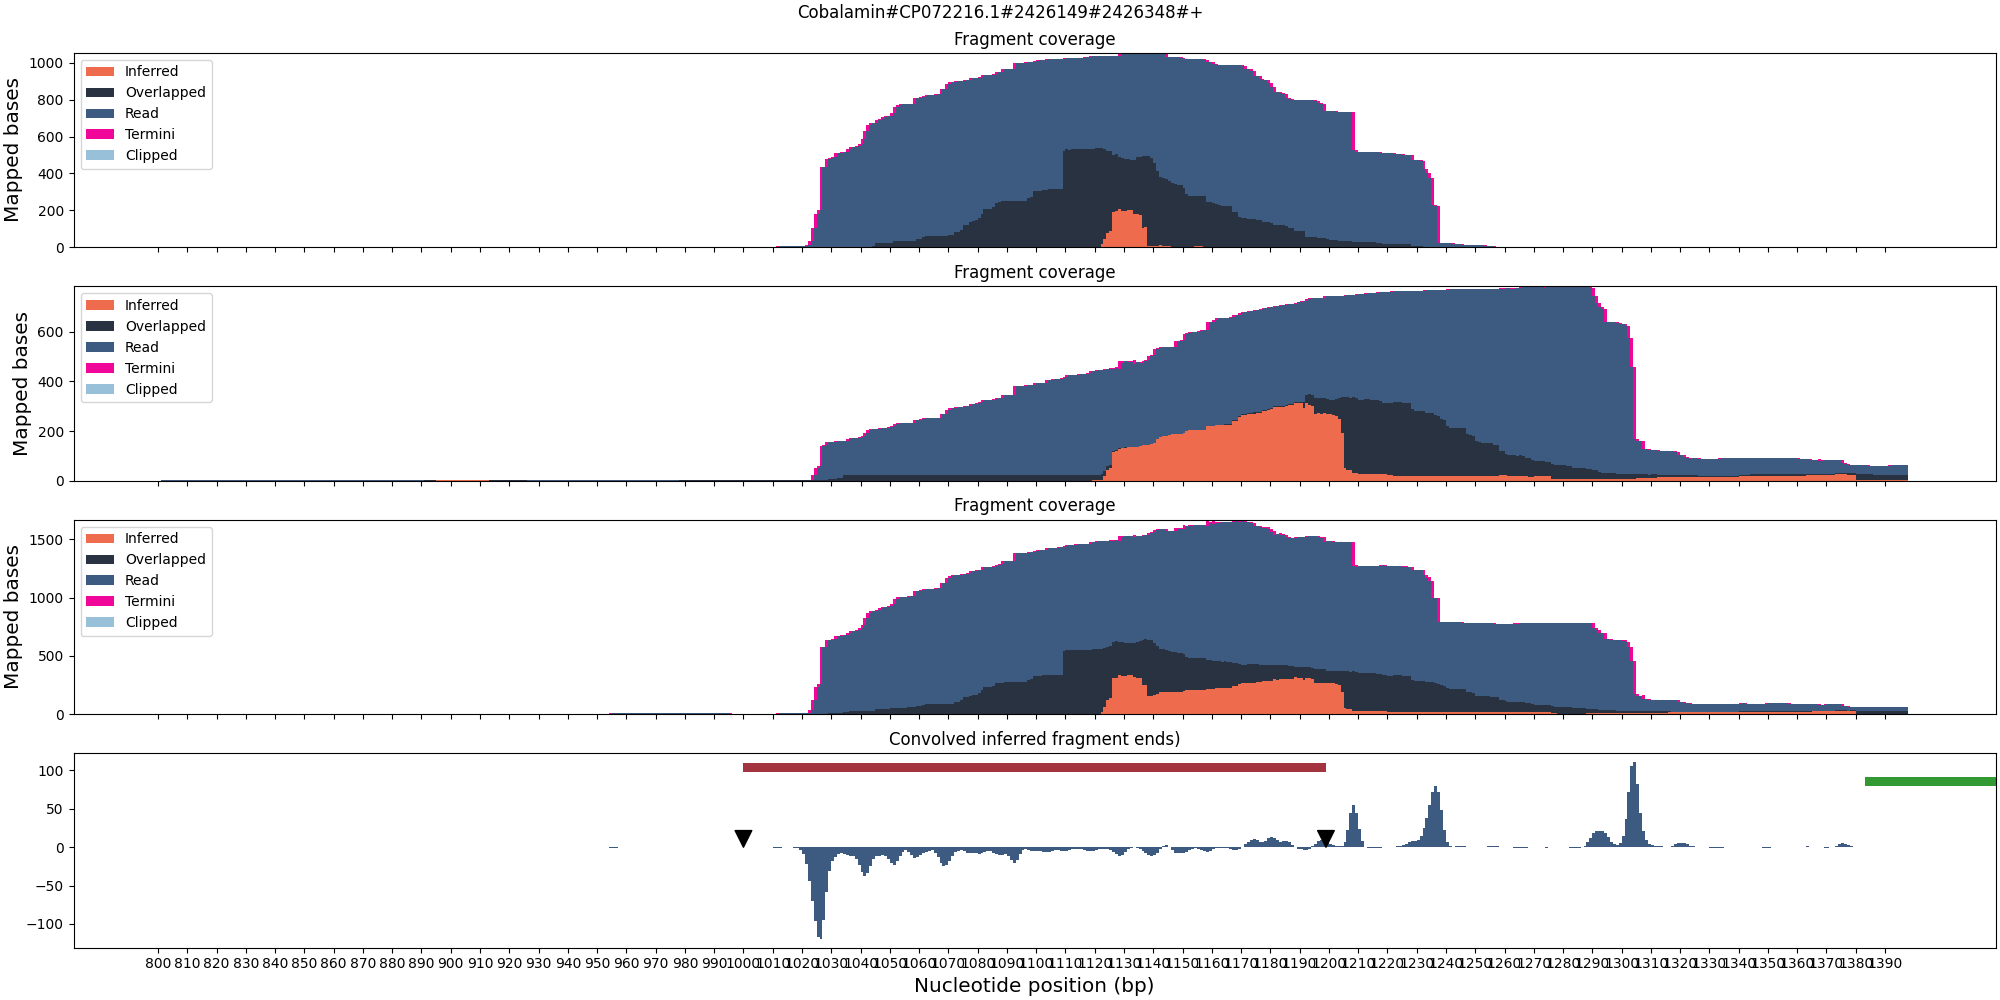 Cobalamin#CP072216.1#2426149#2426348#+
Fragment coverage
Mapped bases
1000
800
600
400
200
0
Inferred
Overlapped
Read
Termini
Clipped
Fragment coverage
Mapped bases
600
400
200
0
Inferred
Overlapped
Read
Termini
Clipped
Fragment coverage
Mapped bases
1500
1000
500
0
Inferred
Overlapped
Read
Termini
Clipped
Convolved inferred fragment ends)
100
50
0
−50
−100
800 810 820 830 840 850 860 870 880 890 900 910 920 930 940 950 960 970 980 990 1000 1010 1020 1030 1040 1050 1060 1070 1080 1090 1100 1110 1120 1130 1140 1150 1160 1170 1180 1190 1200 1210 1220 1230 1240 1250 1260 1270 1280 1290 1300 1310 1320 1330 1340 1350 1360 1370 1380 1390
Nucleotide position (bp)